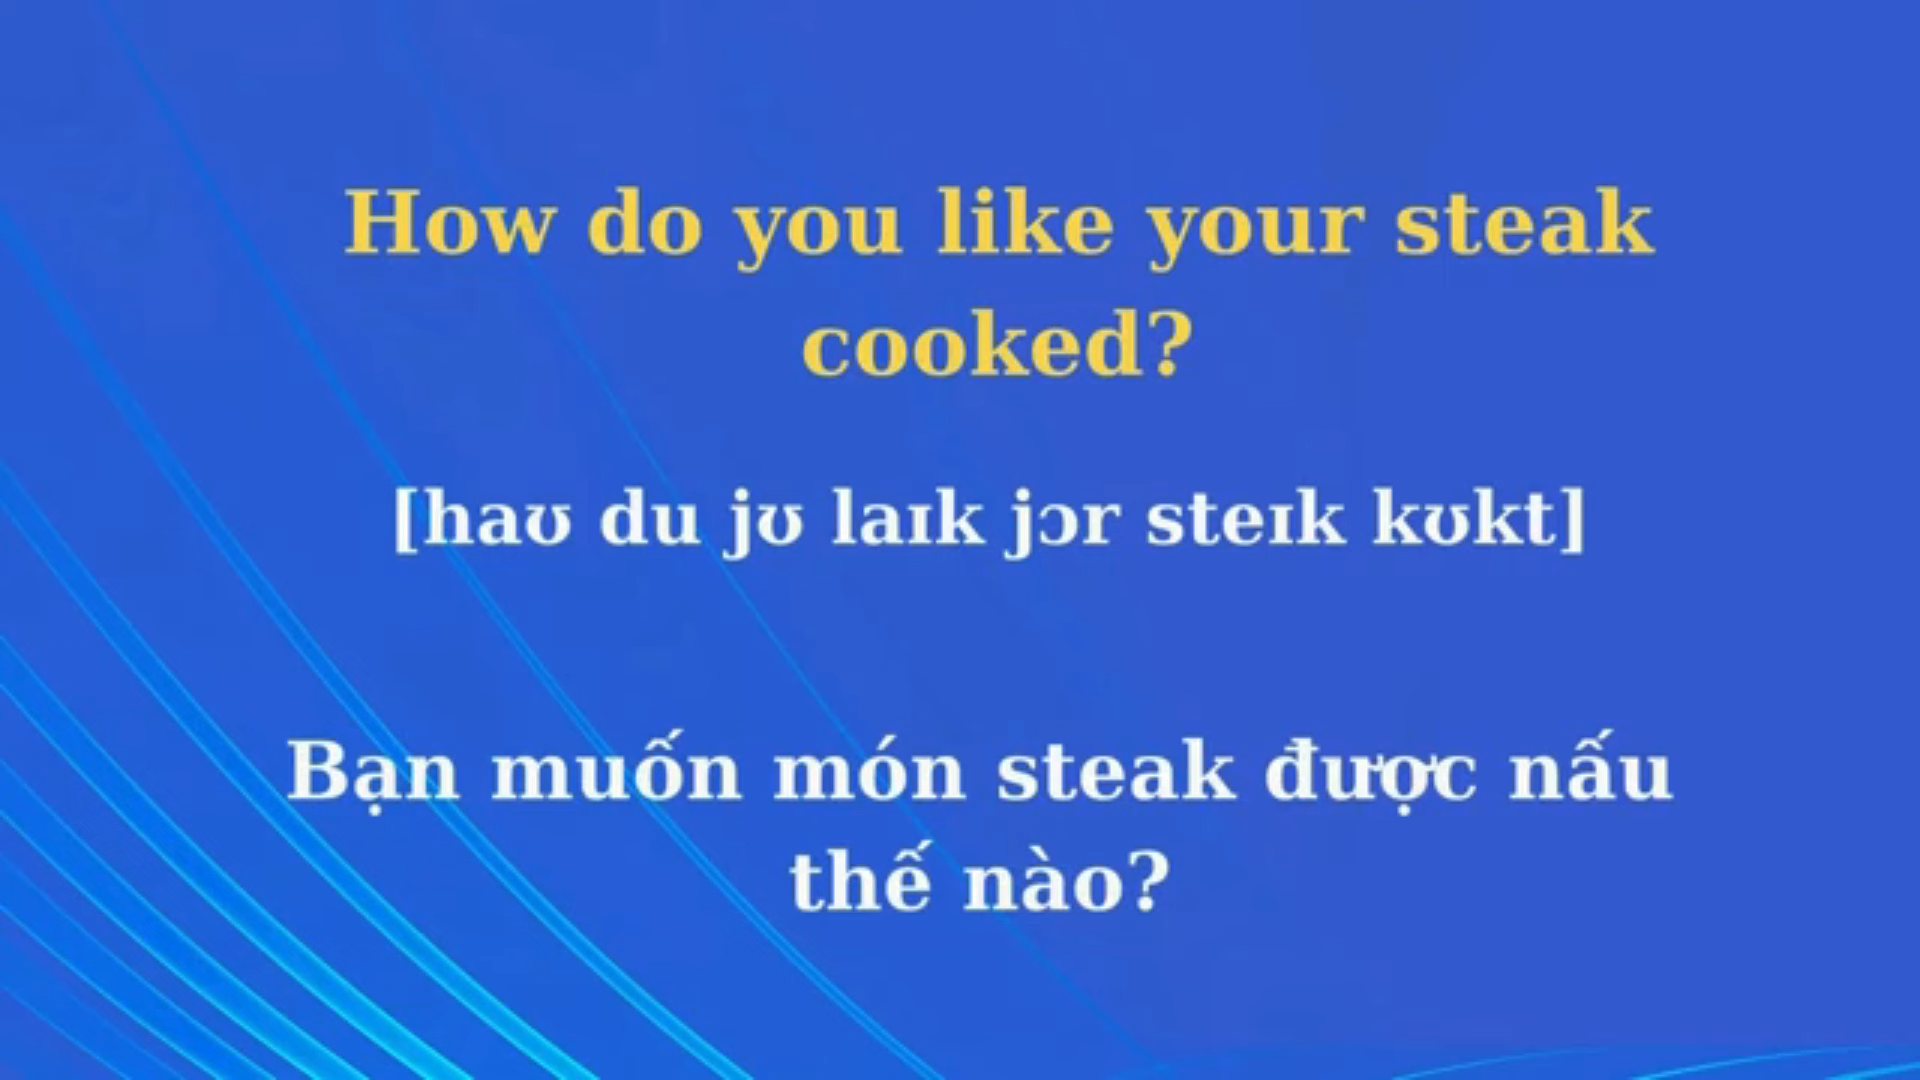 How do you like your steak
cooked?
[haʊ du jʊ laɪk jɔr steɪk kʊkt]
Bạn muốn món steak được nấu
thế nào?